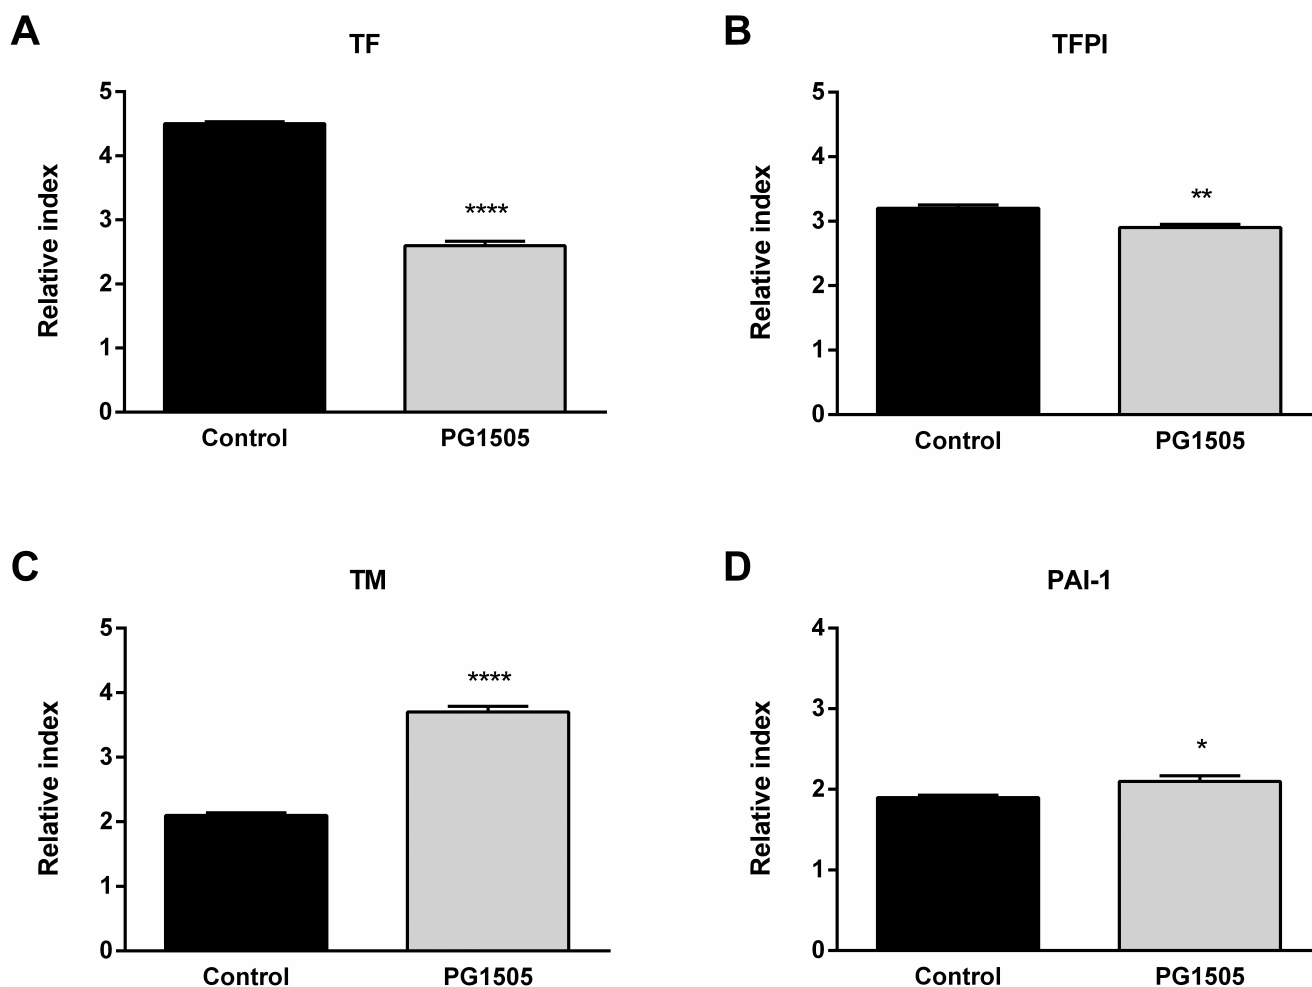 A
TF
Relative index
5
4
3
2
1
0
****
Control
PG1505
B
TFPI
Relative index
5
4
3
2
1
0
**
Control
PG1505
C
TM
Relative index
5
4
3
2
1
0
****
Control
PG1505
D
PAI-1
Relative index
4
3
2
1
0
*
Control
PG1505